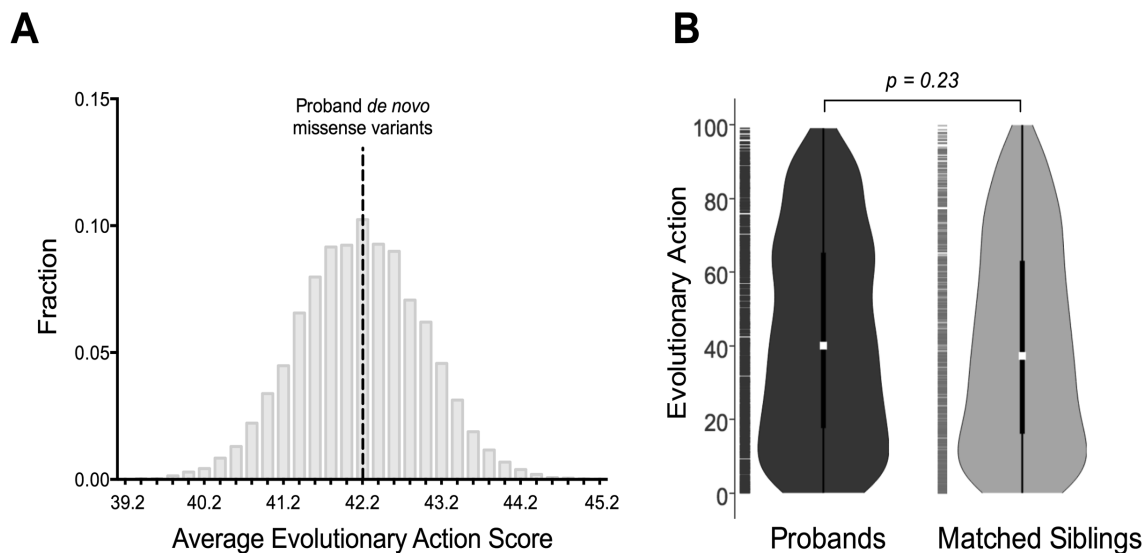 A
Proband de novo
missense variants
0.15
0.10
0.05
0.00
Fraction
39.2 40.2 41.2 42.2 43.2 44.2 45.2
Average Evolutionary Action Score
B
p = 0.23
100
80
60
40
20
0
Evolutionary Action
Probands Matched Siblings